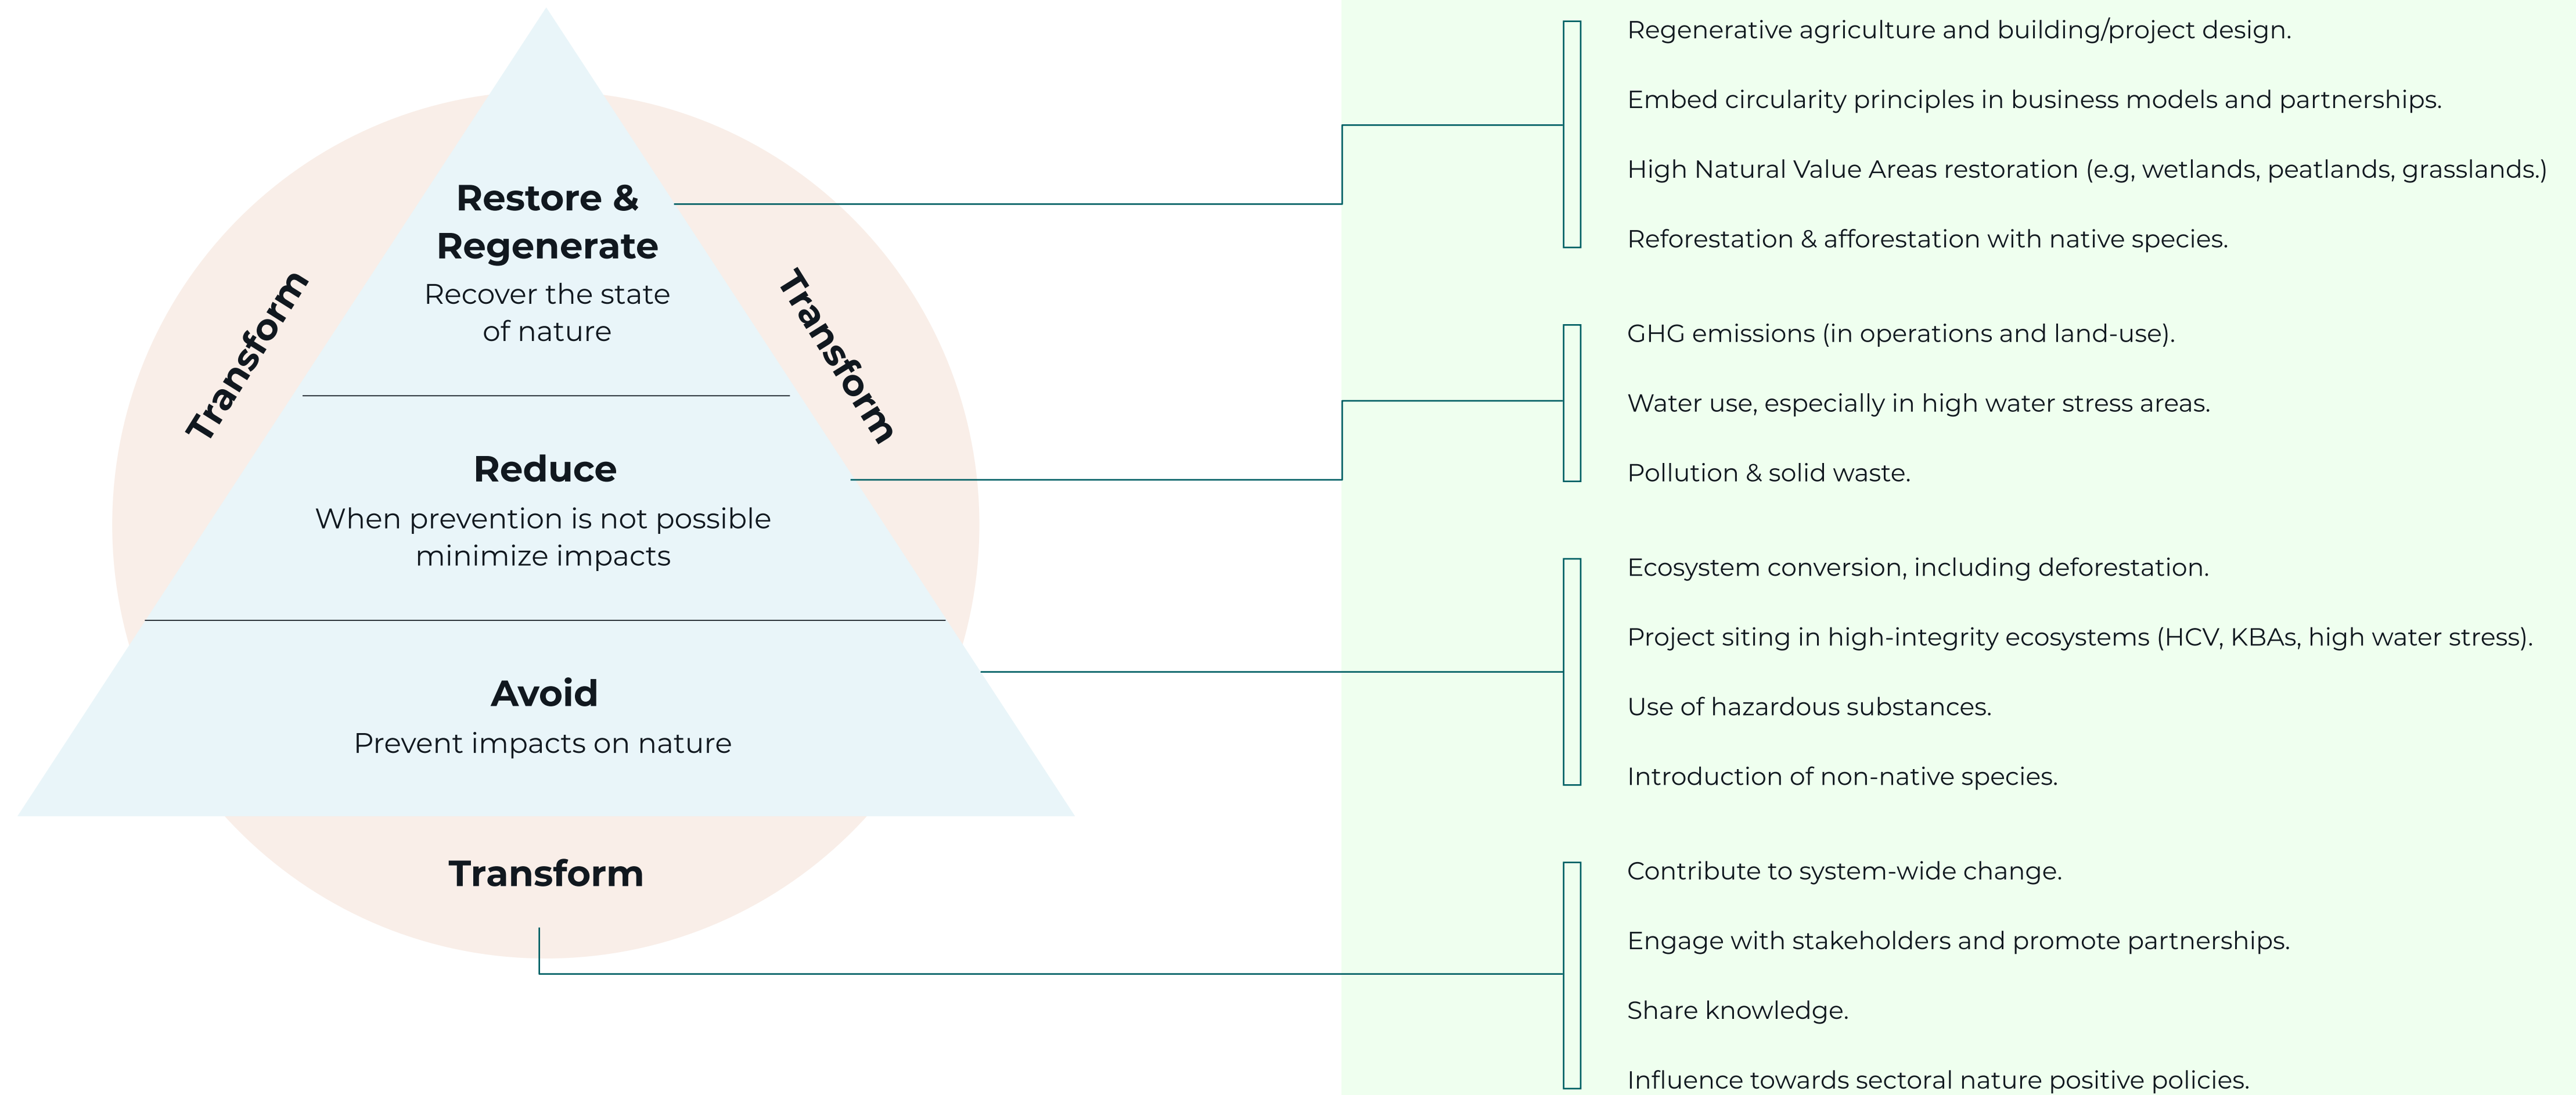 Restore &
Regenerate
Recover the state
of nature
Transform
Transform
Reduce
When prevention is not possible
minimize impacts
Avoid
Prevent impacts on nature
Transform
Regenerative agriculture and building/project design.
Embed circularity principles in business models and partnerships.
High Natural Value Areas restoration (e.g, wetlands, peatlands, grasslands.)
Reforestation & afforestation with native species.
GHG emissions (in operations and land-use).
Water use, especially in high water stress areas.
Pollution & solid waste.
Ecosystem conversion, including deforestation.
Project siting in high-integrity ecosystems (HCV, KBAs, high water stress).
Use of hazardous substances.
Introduction of non-native species.
Contribute to system-wide change.
Engage with stakeholders and promote partnerships.
Share knowledge.
Influence towards sectoral nature positive policies.